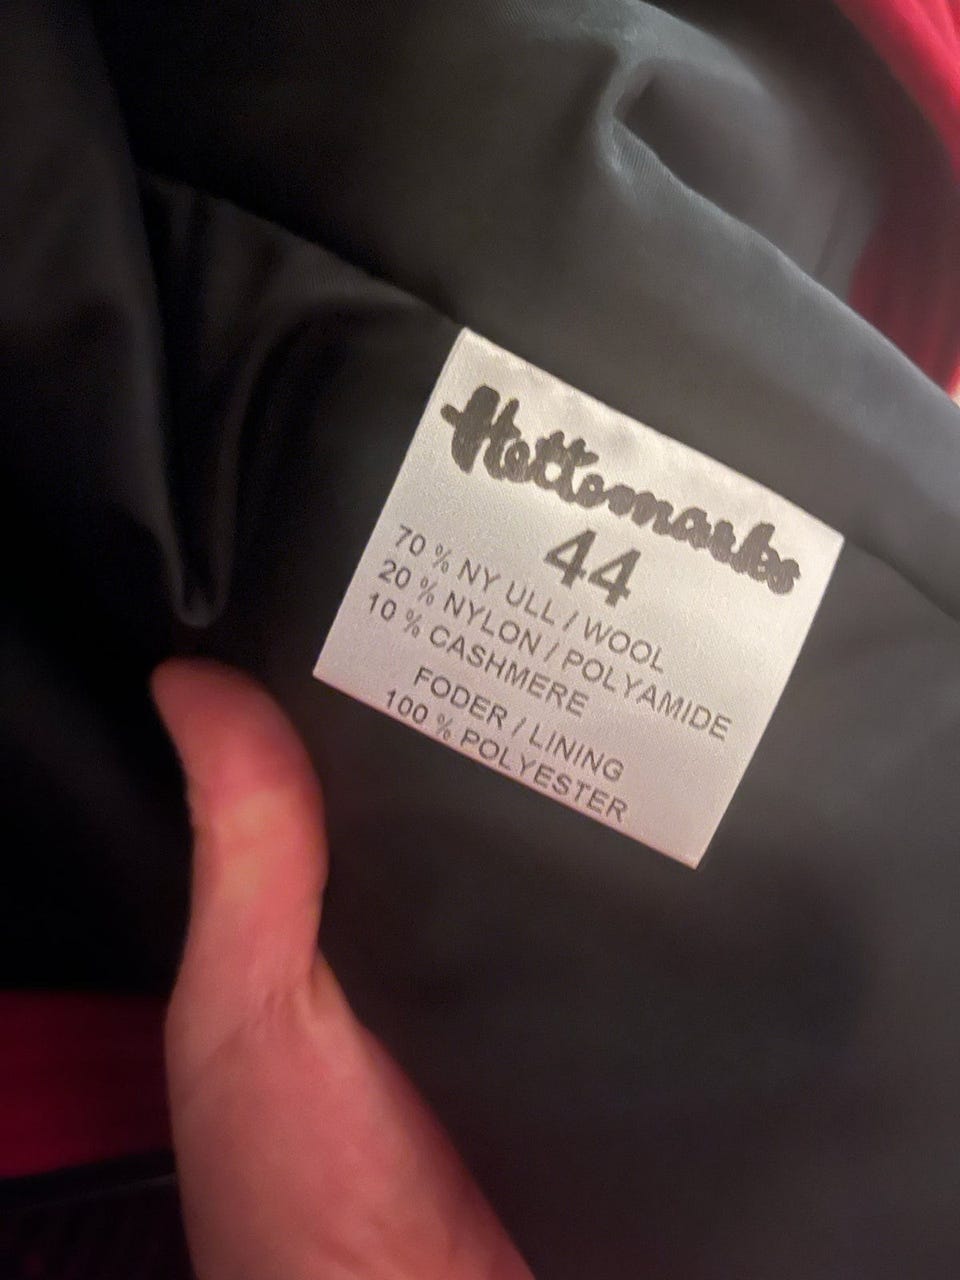 Hettemarks
44
70 % NY ULL / WOOL
20 % NYLON / POLYAMIDE
10 % CASHMERE
FODER / LINING
100 % POLYESTER